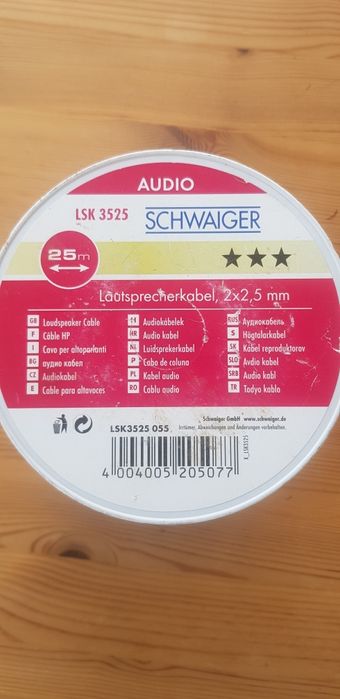 AUDIO
LSK 3525 SCHWAIGER
25m
Lautsprecherkabel, 2x2,5 mm
GB Loudspeaker Cable
F Câble HP
I Cavo per altoparlanti
BG аудио кабел
CZ Audiokabel
E Cable para altavoces
H Audiokábelek
HR Audio kabel
NL Luidsprekerkabel
P Cabo de coluna
PL Kabel audio
RO Cablu audio
RUS Аудиокабель
S Högtalarkabel
SK Kábel reproduktorov
SLO Avdio kabel
SRB Audio kabl
TR Tadyo kablo
Schwaiger GmbH www.schwaiger.de
LSK3525 055
Irrtümer, Abweichungen und Änderungen vorbehalten.
X_LSK3525
4 004005 205077